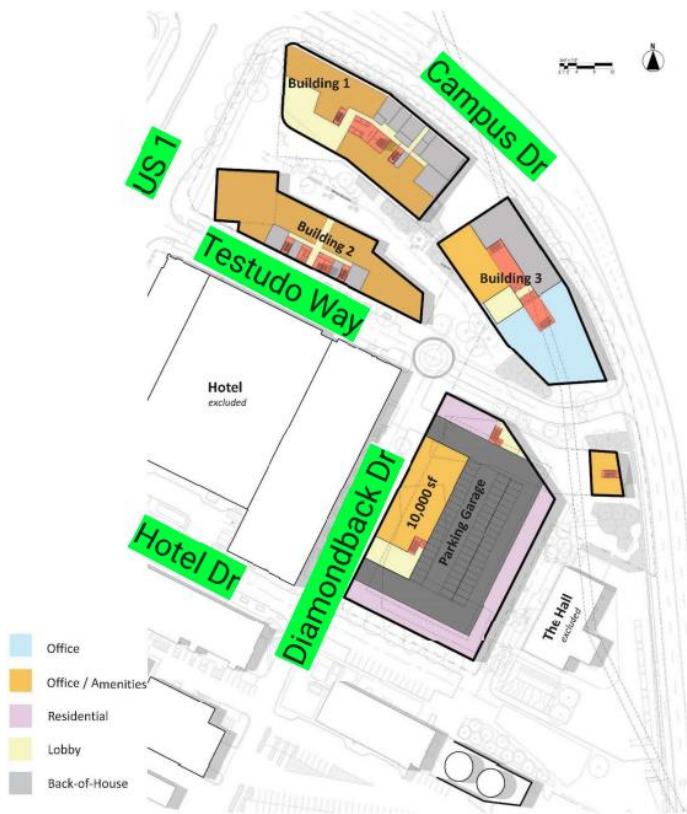 Campus Dr
N
Building 1
US 1
Building 2
Building 3
Testudo Way
Hotel
excluded
10,000 sf
Parking Garage
Diamondback Dr
Hotel Dr
The Hall
excluded
Office
Office / Amenities
Residential
Lobby
Back-of-House